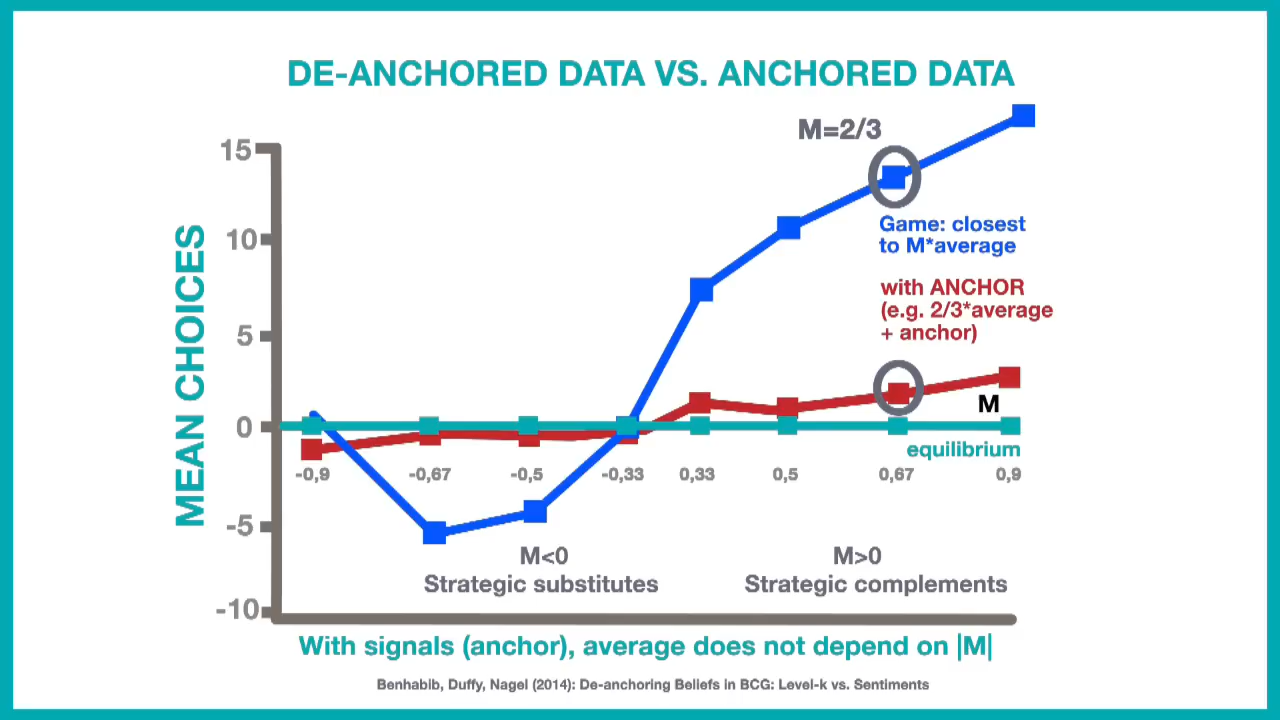 DE-ANCHORED DATA VS. ANCHORED DATA
M=2/3
15
10
5
0
-5
-10
MEAN CHOICES
Game: closest
to M*average
with ANCHOR
(e.g. 2/3*average
+ anchor)
M
equilibrium
-0,9 -0,67 -0,5 -0,33 0,33 0,5 0,67 0,9
M<0
Strategic substitutes
M>0
Strategic complements
With signals (anchor), average does not depend on |M|
Benhabib, Duffy, Nagel (2014): De-anchoring Beliefs in BCG: Level-k vs. Sentiments